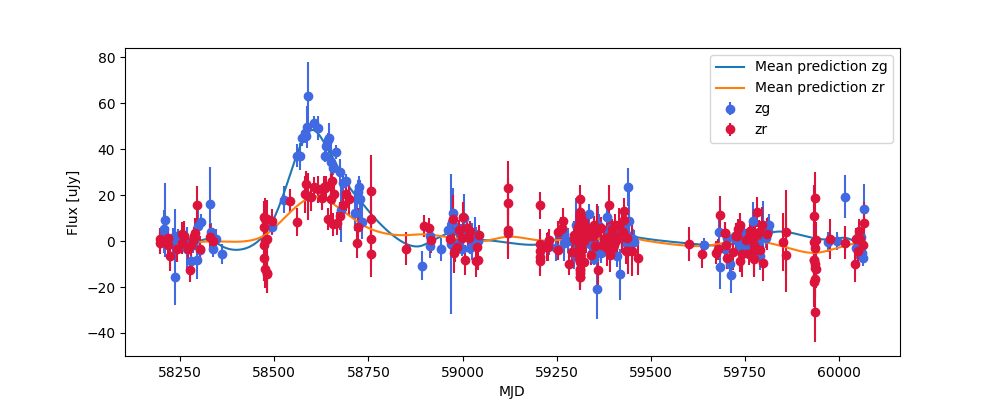 80
60
40
20
0
−20
−40
Flux [uJy]
58250
58500
58750
59000
59250
59500
59750
60000
MJD
Mean prediction zg
Mean prediction zr
zg
zr